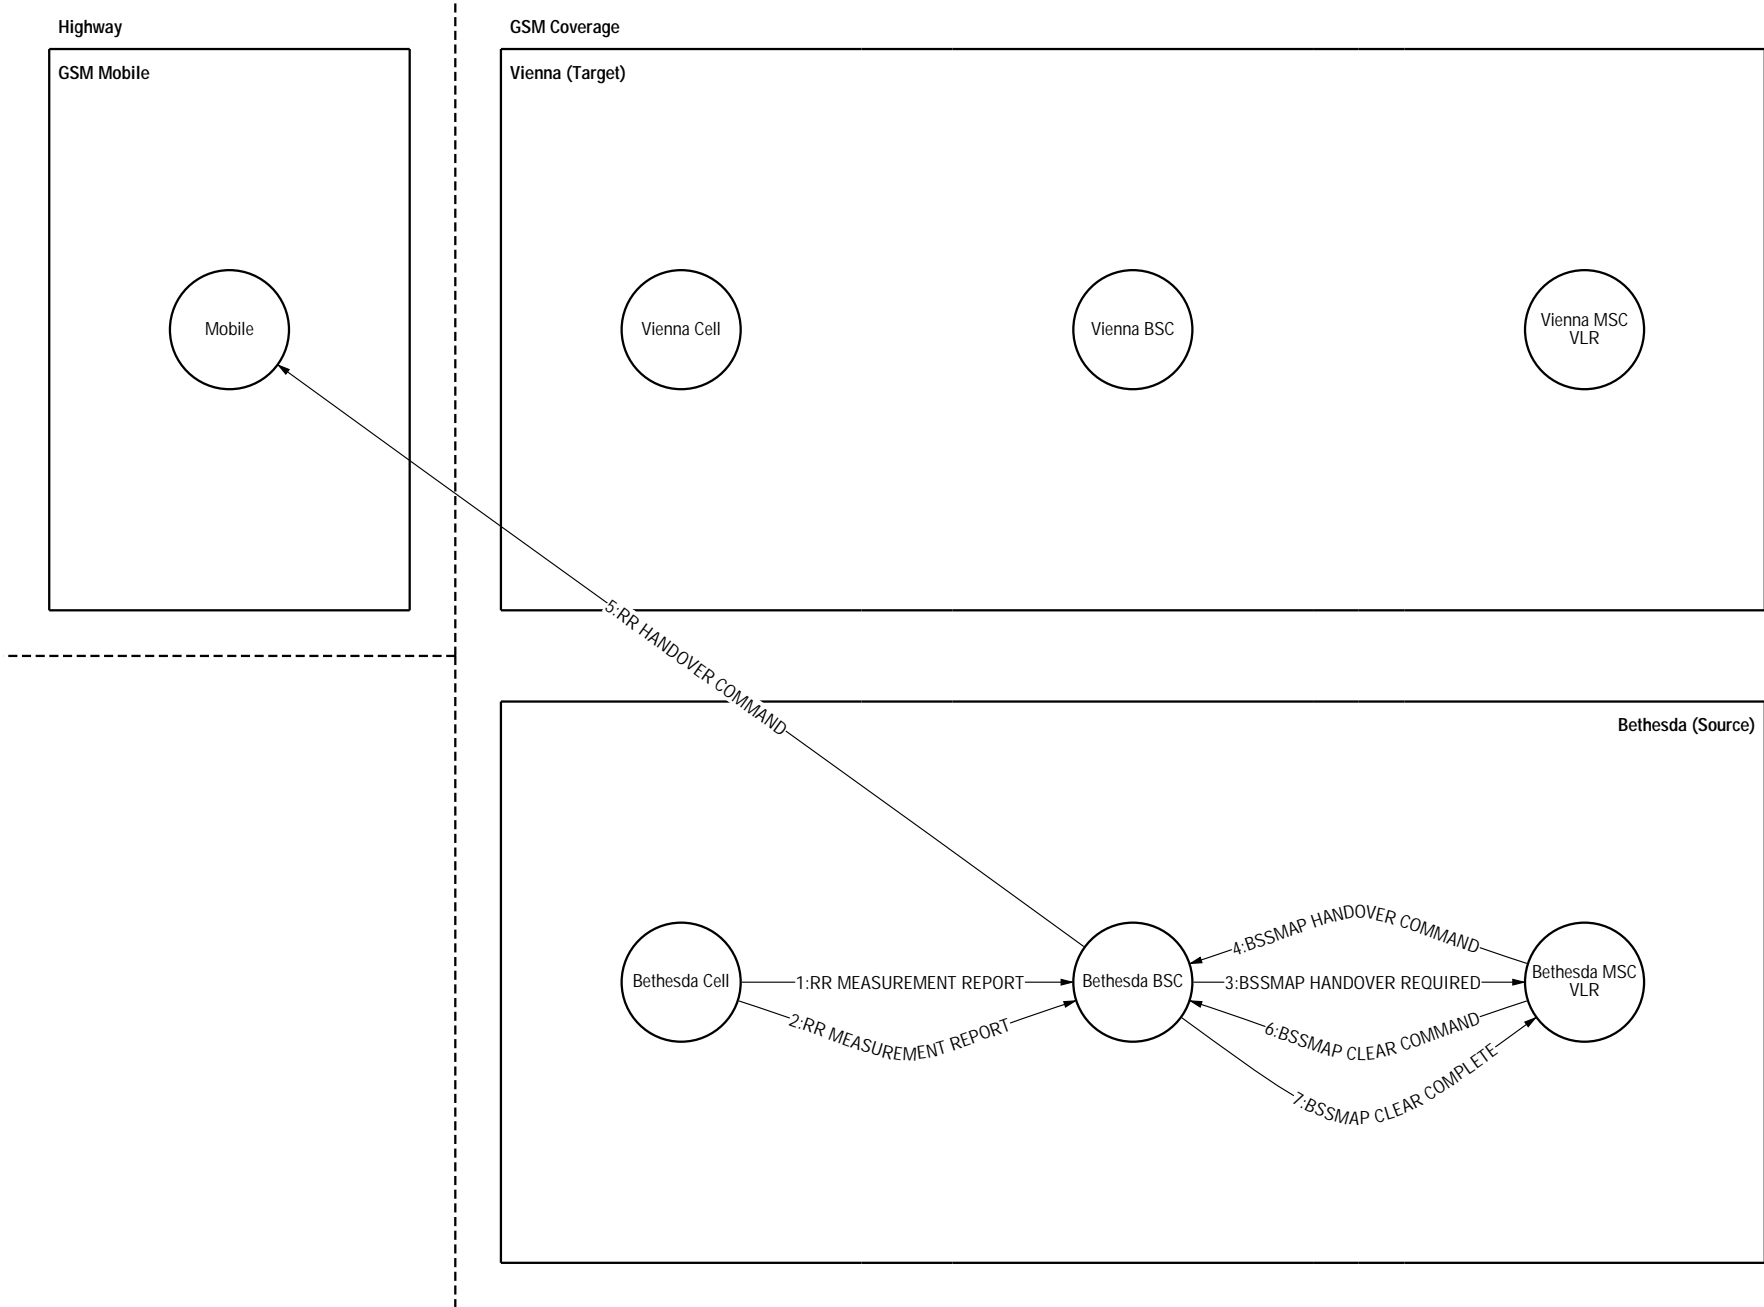 Highway
GSM Coverage
GSM Mobile
Vienna (Target)
Mobile
Vienna Cell
Vienna BSC
Vienna MSC
VLR
5:RR HANDOVER COMMAND
Bethesda (Source)
4:BSSMAP HANDOVER COMMAND
Bethesda Cell
1:RR MEASUREMENT REPORT
Bethesda BSC
3:BSSMAP HANDOVER REQUIRED
Bethesda MSC
VLR
2:RR MEASUREMENT REPORT
6:BSSMAP CLEAR COMMAND
7:BSSMAP CLEAR COMPLETE